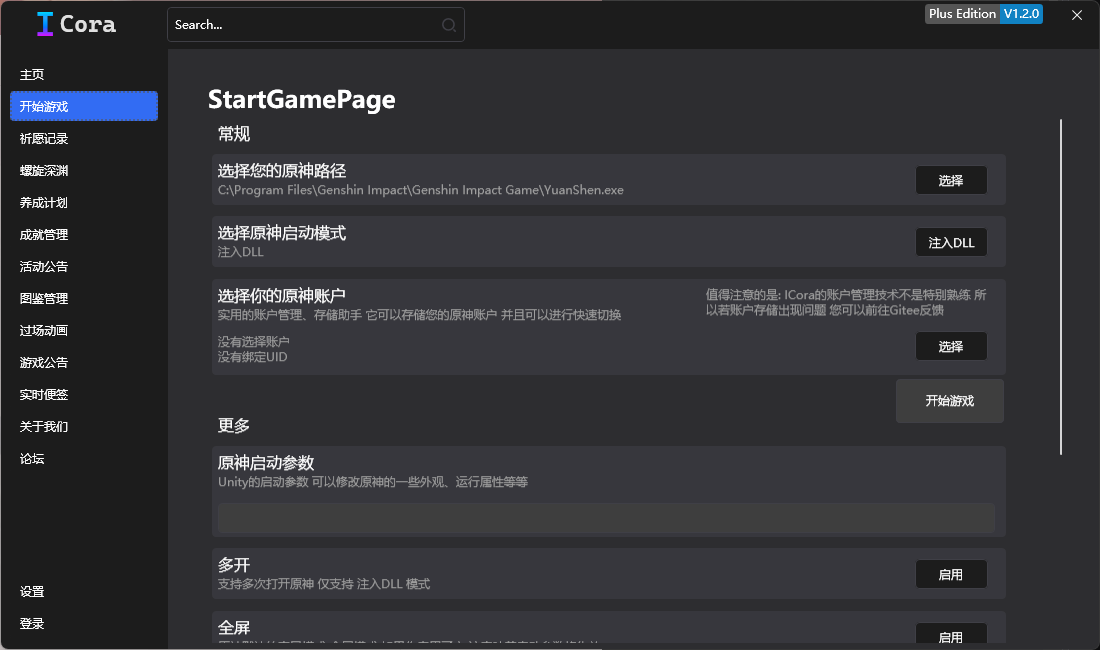 I Cora
Search...
Plus Edition V1.2.0
主页
开始游戏
祈愿记录
螺旋深渊
养成计划
成就管理
活动公告
图鉴管理
过场动画
游戏公告
实时便签
关于我们
论坛
设置
登录
StartGamePage
常规
选择您的原神路径
C:\Program Files\Genshin Impact\Genshin Impact Game\YuanShen.exe
选择
选择原神启动模式
注入DLL
注入DLL
选择你的原神账户
实用的账户管理、存储助手 它可以存储您的原神账户 并且可以进行快速切换
值得注意的是: ICora的账户管理技术不是特别熟练 所
以若账户存储出现问题 您可以前往Gitee反馈
没有选择账户
没有绑定UID
选择
开始游戏
更多
原神启动参数
Unity的启动参数 可以修改原神的一些外观、运行属性等等
多开
支持多次打开原神 仅支持 注入DLL 模式
启用
全屏
启用